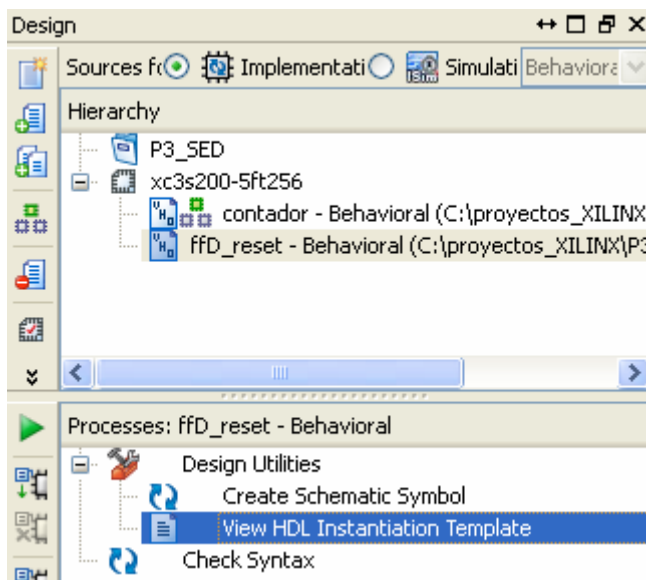 Design
Sources fo Implementati Simulati Behaviora
Hierarchy
P3_SED
xc3s200-5ft256
contador - Behavioral (C:\proyectos_XILINX
ffD_reset - Behavioral (C:\proyectos_XILINX\P3
Processes: ffD_reset - Behavioral
Design Utilities
Create Schematic Symbol
View HDL Instantiation Template
Check Syntax